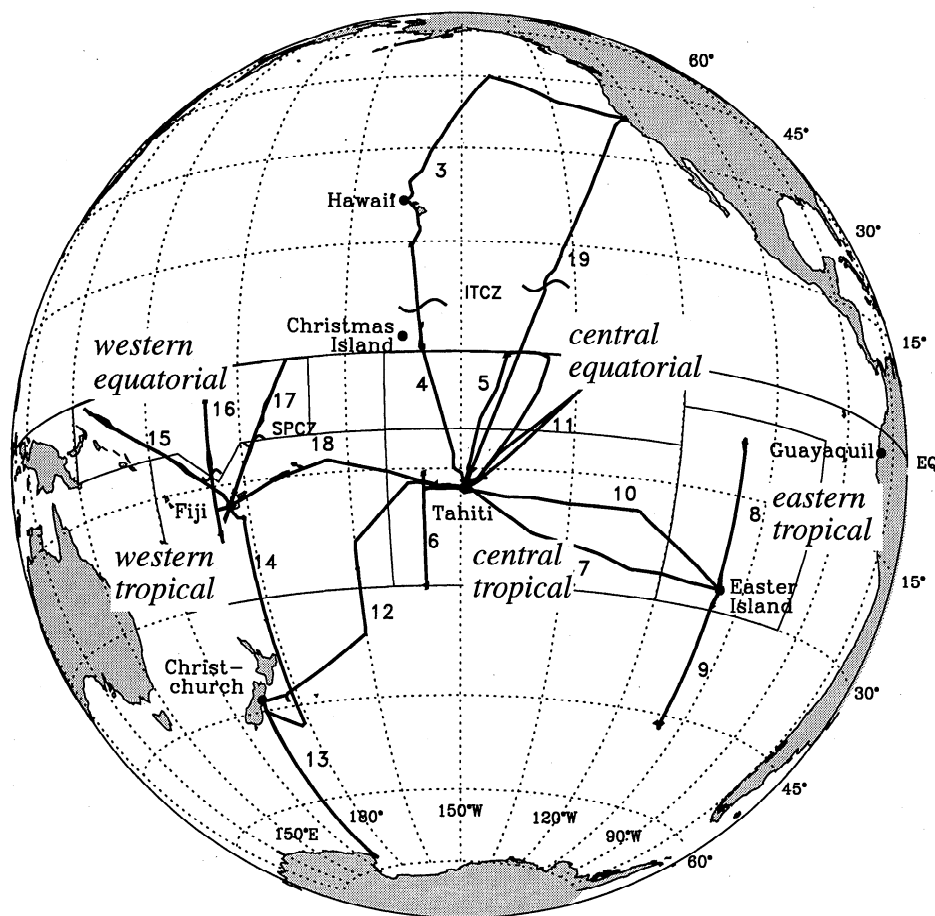 60°
45°
3
Hawaii
30°
19
ITCZ
Christmas
Island
western
equatorial
central
equatorial
15°
4
5
16
17
11
SPCZ
15
18
Guayaquil
EQ
Fiji
Tahiti
10
8
eastern
tropical
western
tropical
14
6
central
tropical
7
Easter
Island
15°
12
Christ-
church
9
30°
13
45°
150°E
180°
150°W
120°W
90°W
60°